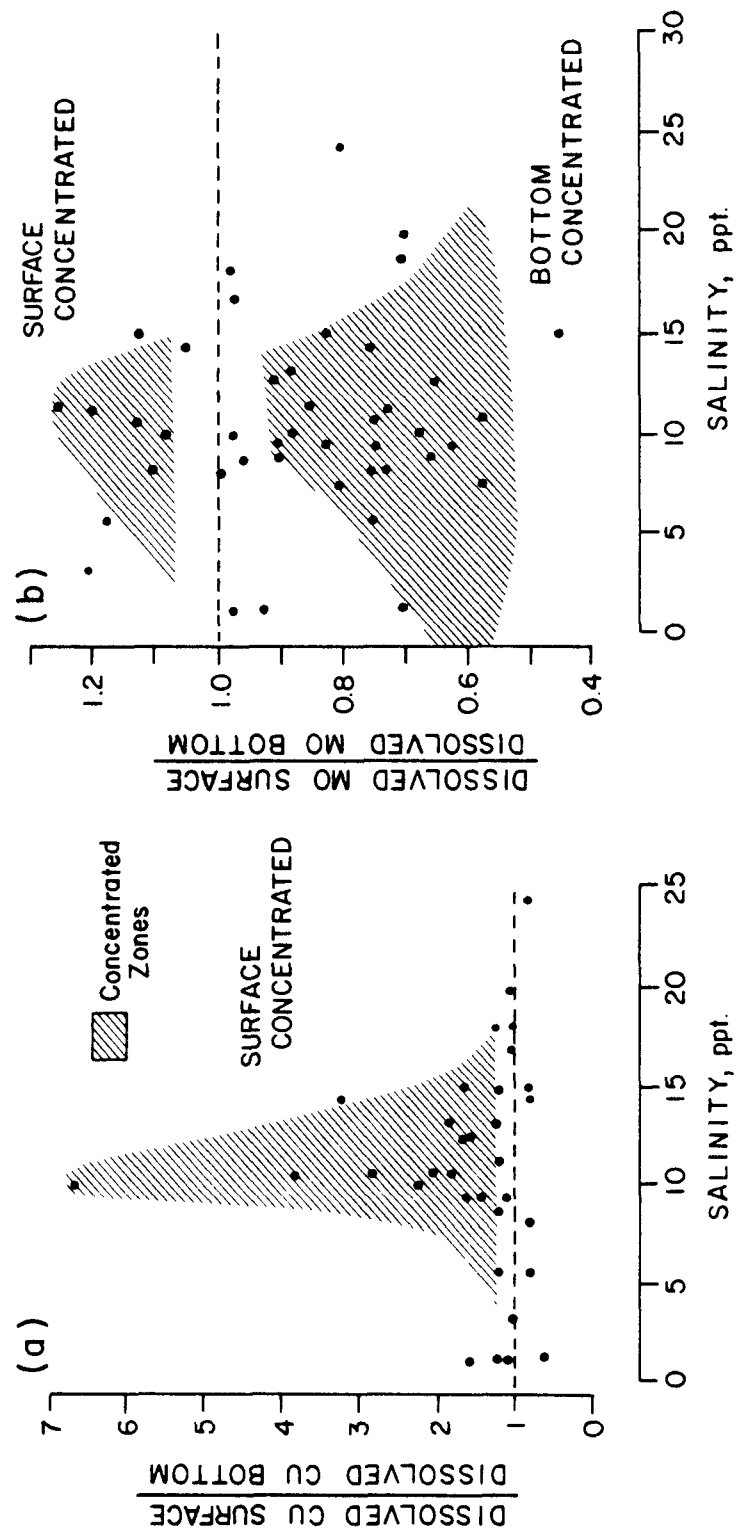 (a)
DISSOLVED CU SURFACE
DISSOLVED CU BOTTOM
7
6
5
4
3
2
1
0
Concentrated
Zones
SURFACE
CONCENTRATED
0 5 10 15 20 25
SALINITY, ppt.
(b)
DISSOLVED MO SURFACE
DISSOLVED MO BOTTOM
1.2
1.0
0.8
0.6
0.4
SURFACE
CONCENTRATED
BOTTOM
CONCENTRATED
0 5 10 15 20 25 30
SALINITY, ppt.